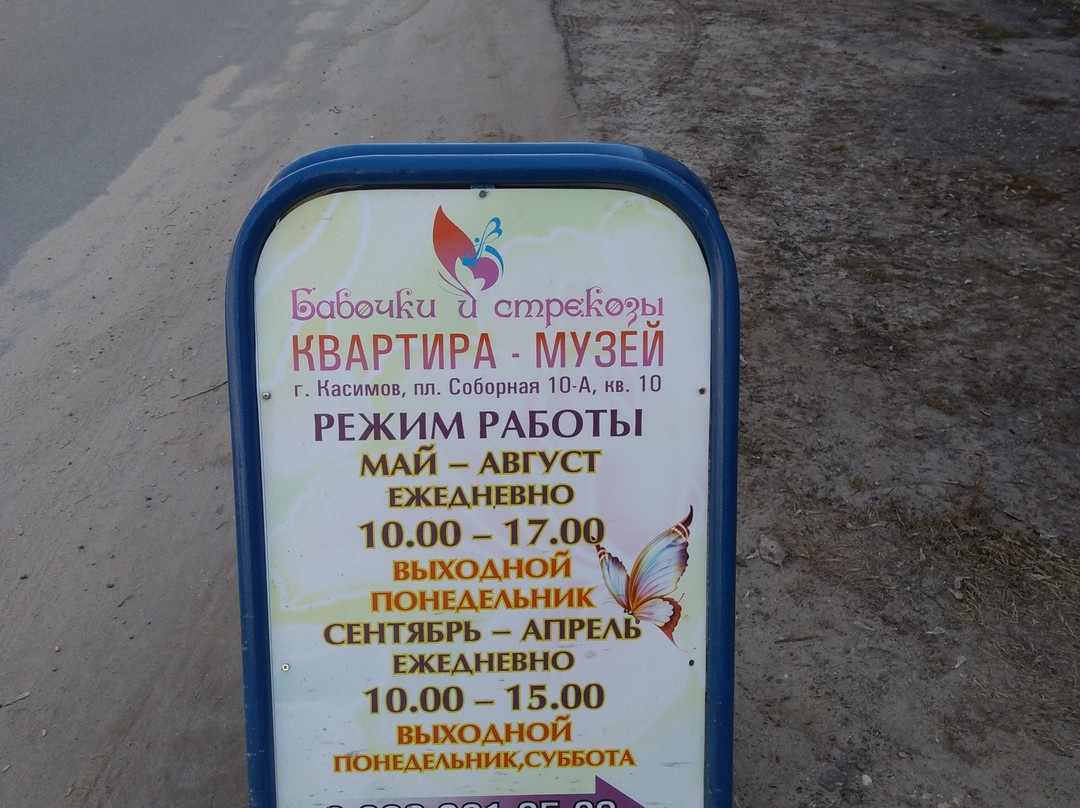 Бабочки и стрекозы
КВАРТИРА - МУЗЕЙ
г. Касимов, пл. Соборная 10-А, кв. 10
РЕЖИМ РАБОТЫ
МАЙ – АВГУСТ
ЕЖЕДНЕВНО
10.00 – 17.00
ВЫХОДНОЙ
ПОНЕДЕЛЬНИК
СЕНТЯБРЬ – АПРЕЛЬ
ЕЖЕДНЕВНО
10.00 – 15.00
ВЫХОДНОЙ
ПОНЕДЕЛЬНИК,СУББОТА